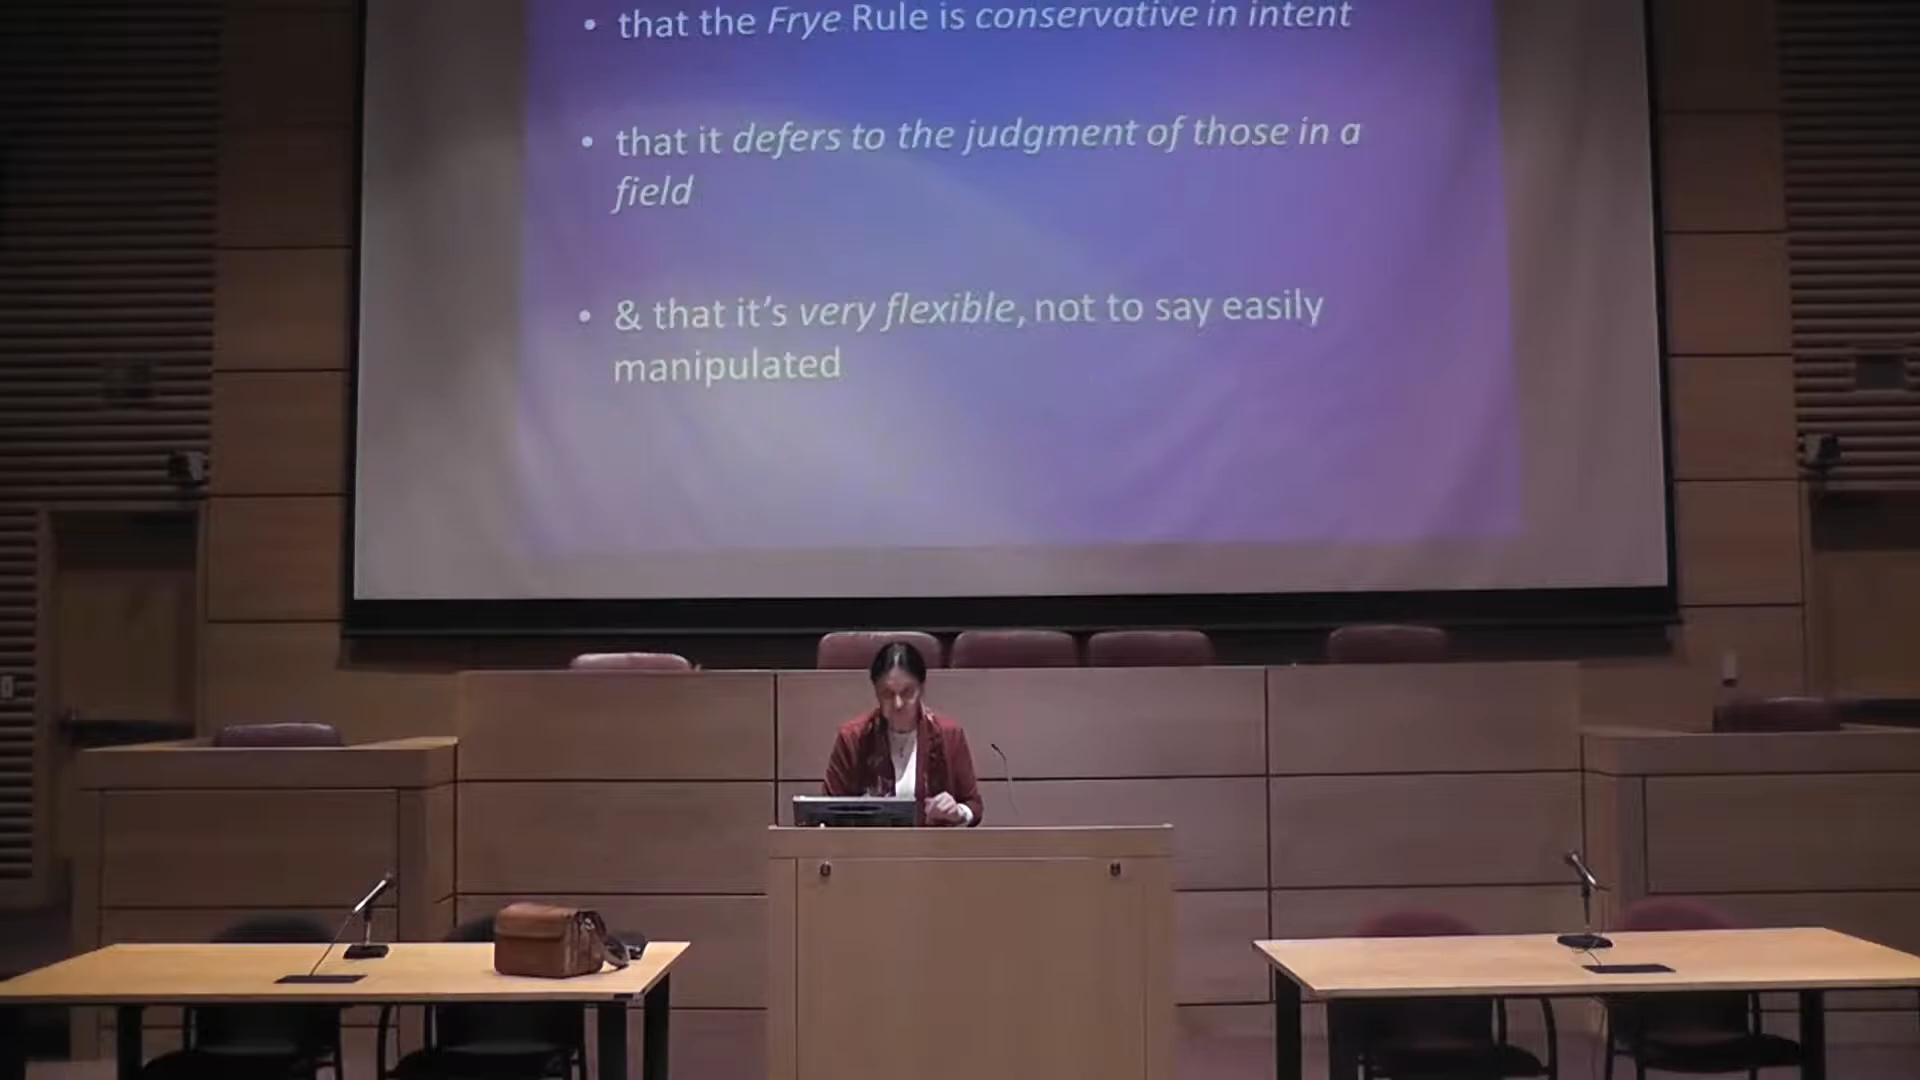 • that the Frye Rule is conservative in intent
• that it defers to the judgment of those in a
field
• & that it's very flexible, not to say easily
manipulated